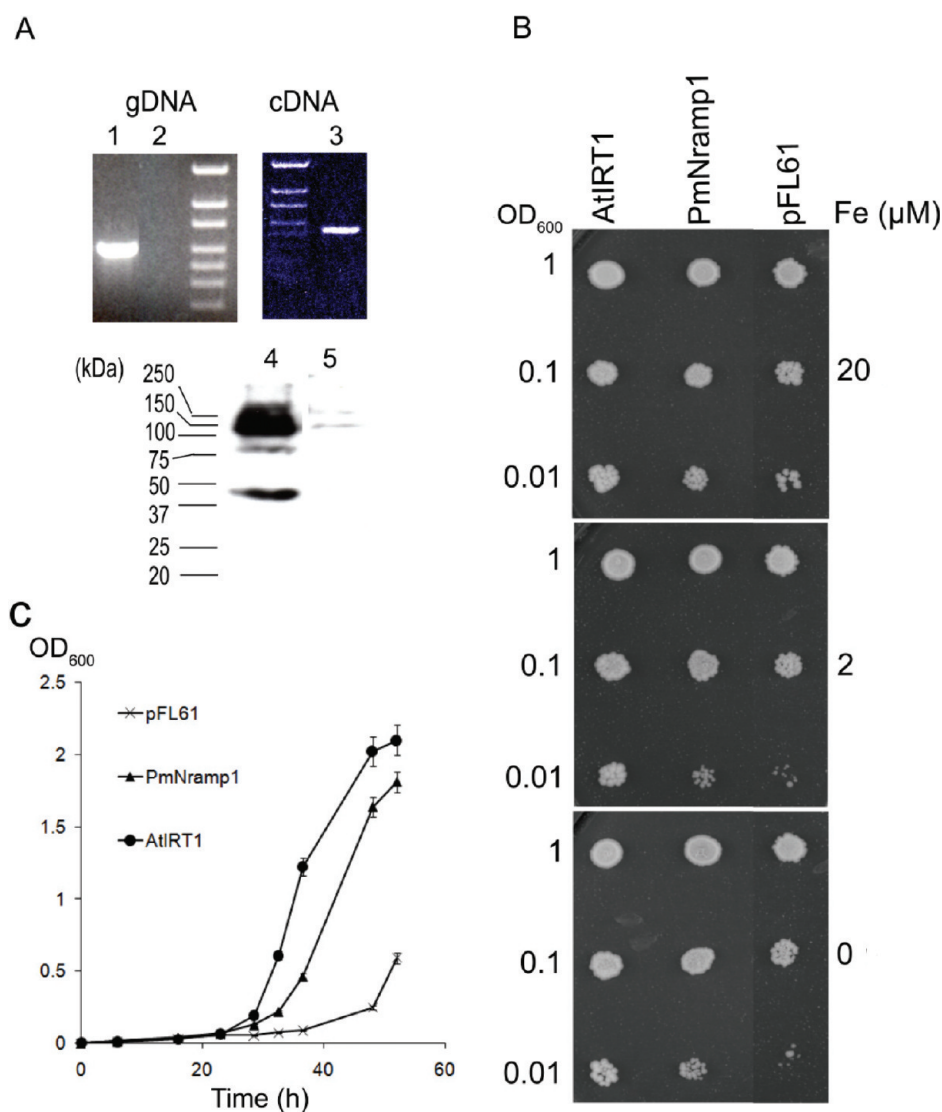 A
gDNA
cDNA
1 2
3
(kDa)
4 5
250
150
100
75
50
37
25
20
B
AtIRT1
PmNramp1
pFL61
OD600
Fe (µM)
1
0.1
20
0.01
1
0.1
2
0.01
1
0.1
0
0.01
C
OD600
2.5
2
1.5
1
0.5
0
pFL61
PmNramp1
AtIRT1
0 20 40 60
Time (h)